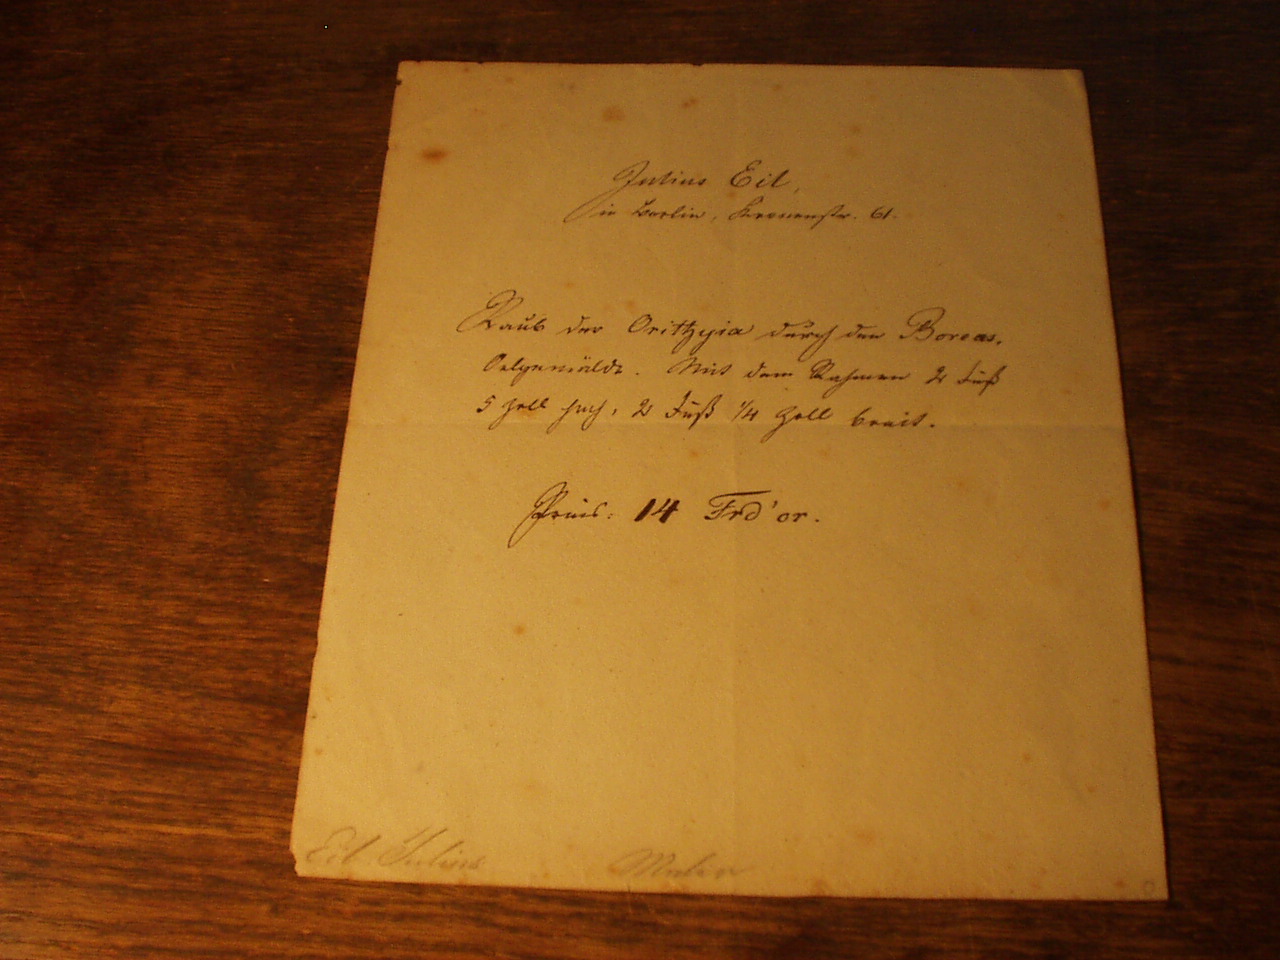 Julius Eil,
in Berlin, Kronenstr. 61.
Raub der Orithyia durch den Boreas.
Oelgemälde. Mit dem Rahmen 2 Fuß
5 Zoll hoch, 2 Fuß 1/4 Zoll breit.
Preis: 14 Frd'or.
Eil Julius Maler